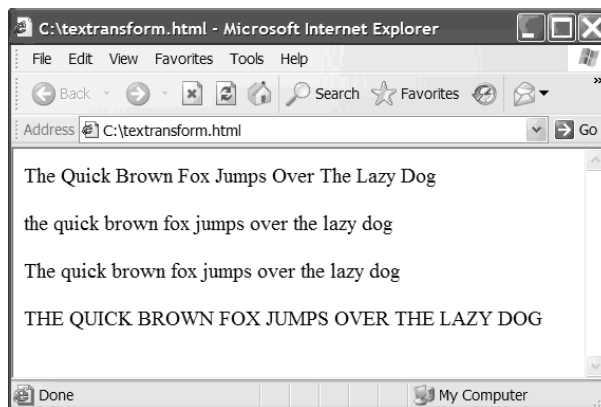 C:\textransform.html - Microsoft Internet Explorer
File Edit View Favorites Tools Help
Back Search Favorites »
Address C:\textransform.html Go
The Quick Brown Fox Jumps Over The Lazy Dog
the quick brown fox jumps over the lazy dog
The quick brown fox jumps over the lazy dog
THE QUICK BROWN FOX JUMPS OVER THE LAZY DOG
Done My Computer